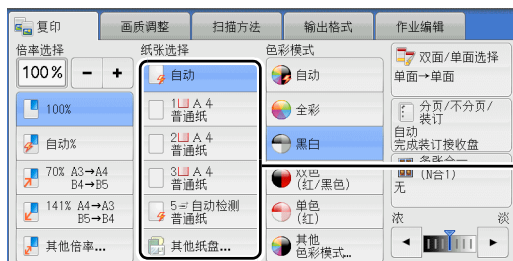 复印
画质调整
扫描方法
输出格式
作业编辑
倍率选择
100% - +
100%
自动%
70% A3→A4
B4→B5
141% A4→A3
B5→B4
其他倍率...
纸张选择
自动
1 A 4
普通纸
2 A 4
普通纸
3 A 4
普通纸
5 自动检测
普通纸
其他纸盘...
色彩模式
自动
全彩
黑白
双色
(红/黑色)
单色
(红)
其他
色彩模式...
双面/单面选择
单面→单面
分页/不分页/
装订
自动
完成装订接收盘
(N合1)
无
浓 淡